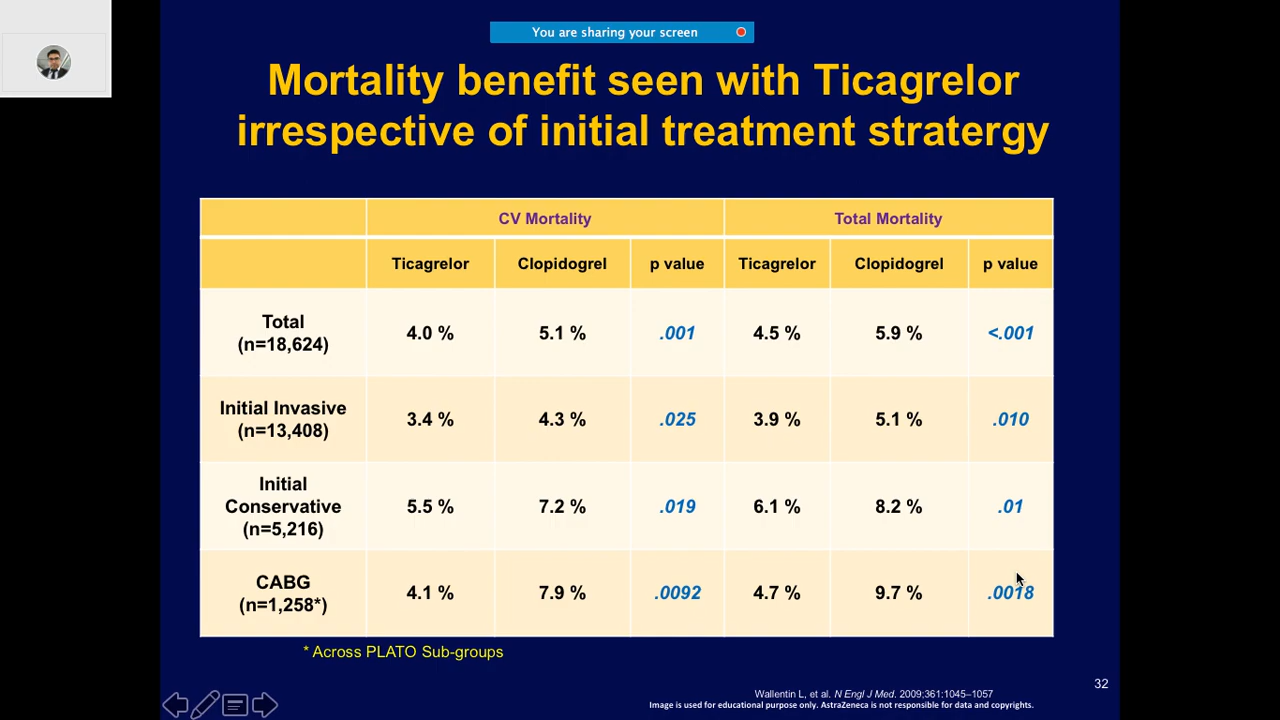 You are sharing your screen
Mortality benefit seen with Ticagrelor
irrespective of initial treatment stratergy
CV Mortality Total Mortality
Ticagrelor Clopidogrel p value Ticagrelor Clopidogrel p value
Total
(n=18,624)
4.0 % 5.1 % .001 4.5 % 5.9 % <.001
Initial Invasive
(n=13,408)
3.4 % 4.3 % .025 3.9 % 5.1 % .010
Initial
Conservative
(n=5,216)
5.5 % 7.2 % .019 6.1 % 8.2 % .01
CABG
(n=1,258*)
4.1 % 7.9 % .0092 4.7 % 9.7 % .0018
* Across PLATO Sub-groups
32
Wallentin L, et al. N Engl J Med. 2009;361:1045–1057
Image is used for educational purpose only. AstraZeneca is not responsible for data and copyrights.